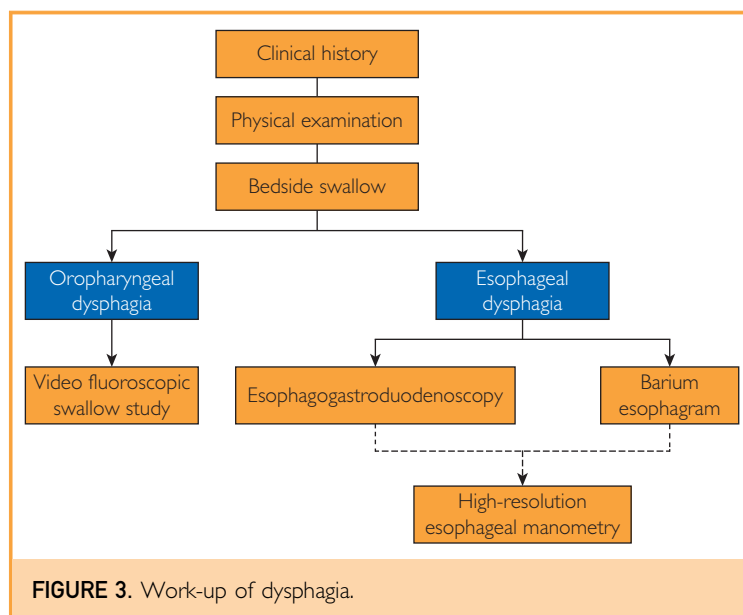 Clinical history
Physical examination
Bedside swallow
Oropharyngeal
dysphagia
Esophageal
dysphagia
Video fluoroscopic
swallow study
Esophagogastroduodenoscopy
Barium
esophagram
High-resolution
esophageal manometry
FIGURE 3. Work-up of dysphagia.